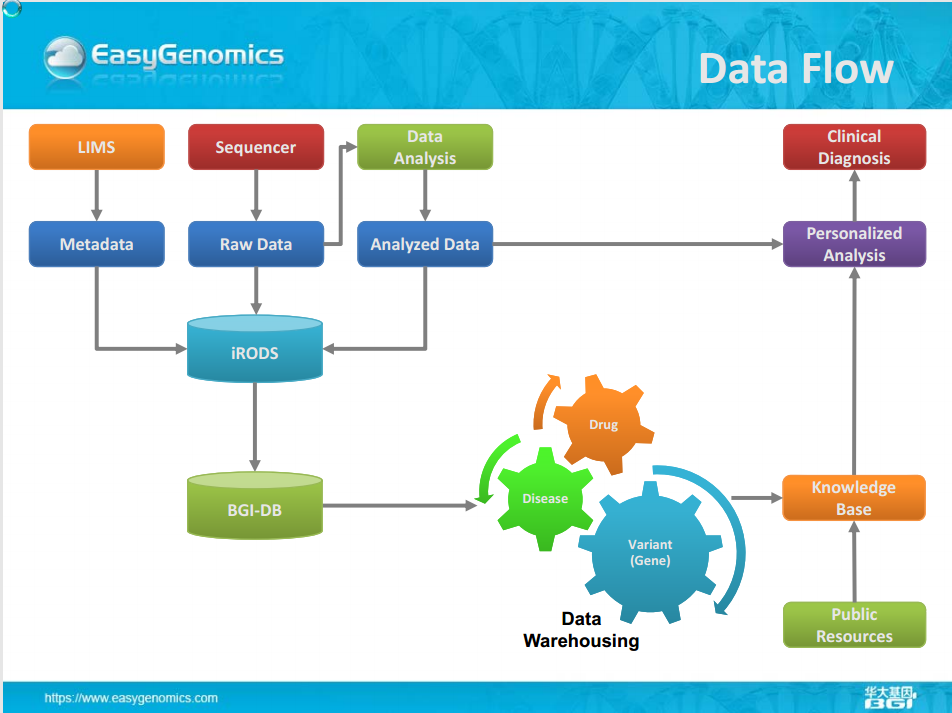 EasyGenomics
Data Flow
LIMS
Sequencer
Data
Analysis
Clinical
Diagnosis
Metadata
Raw Data
Analyzed Data
Personalized
Analysis
iRODS
Drug
Disease
Variant
(Gene)
BGI-DB
Knowledge
Base
Data
Warehousing
Public
Resources
https://www.easygenomics.com
华大基因
BGI